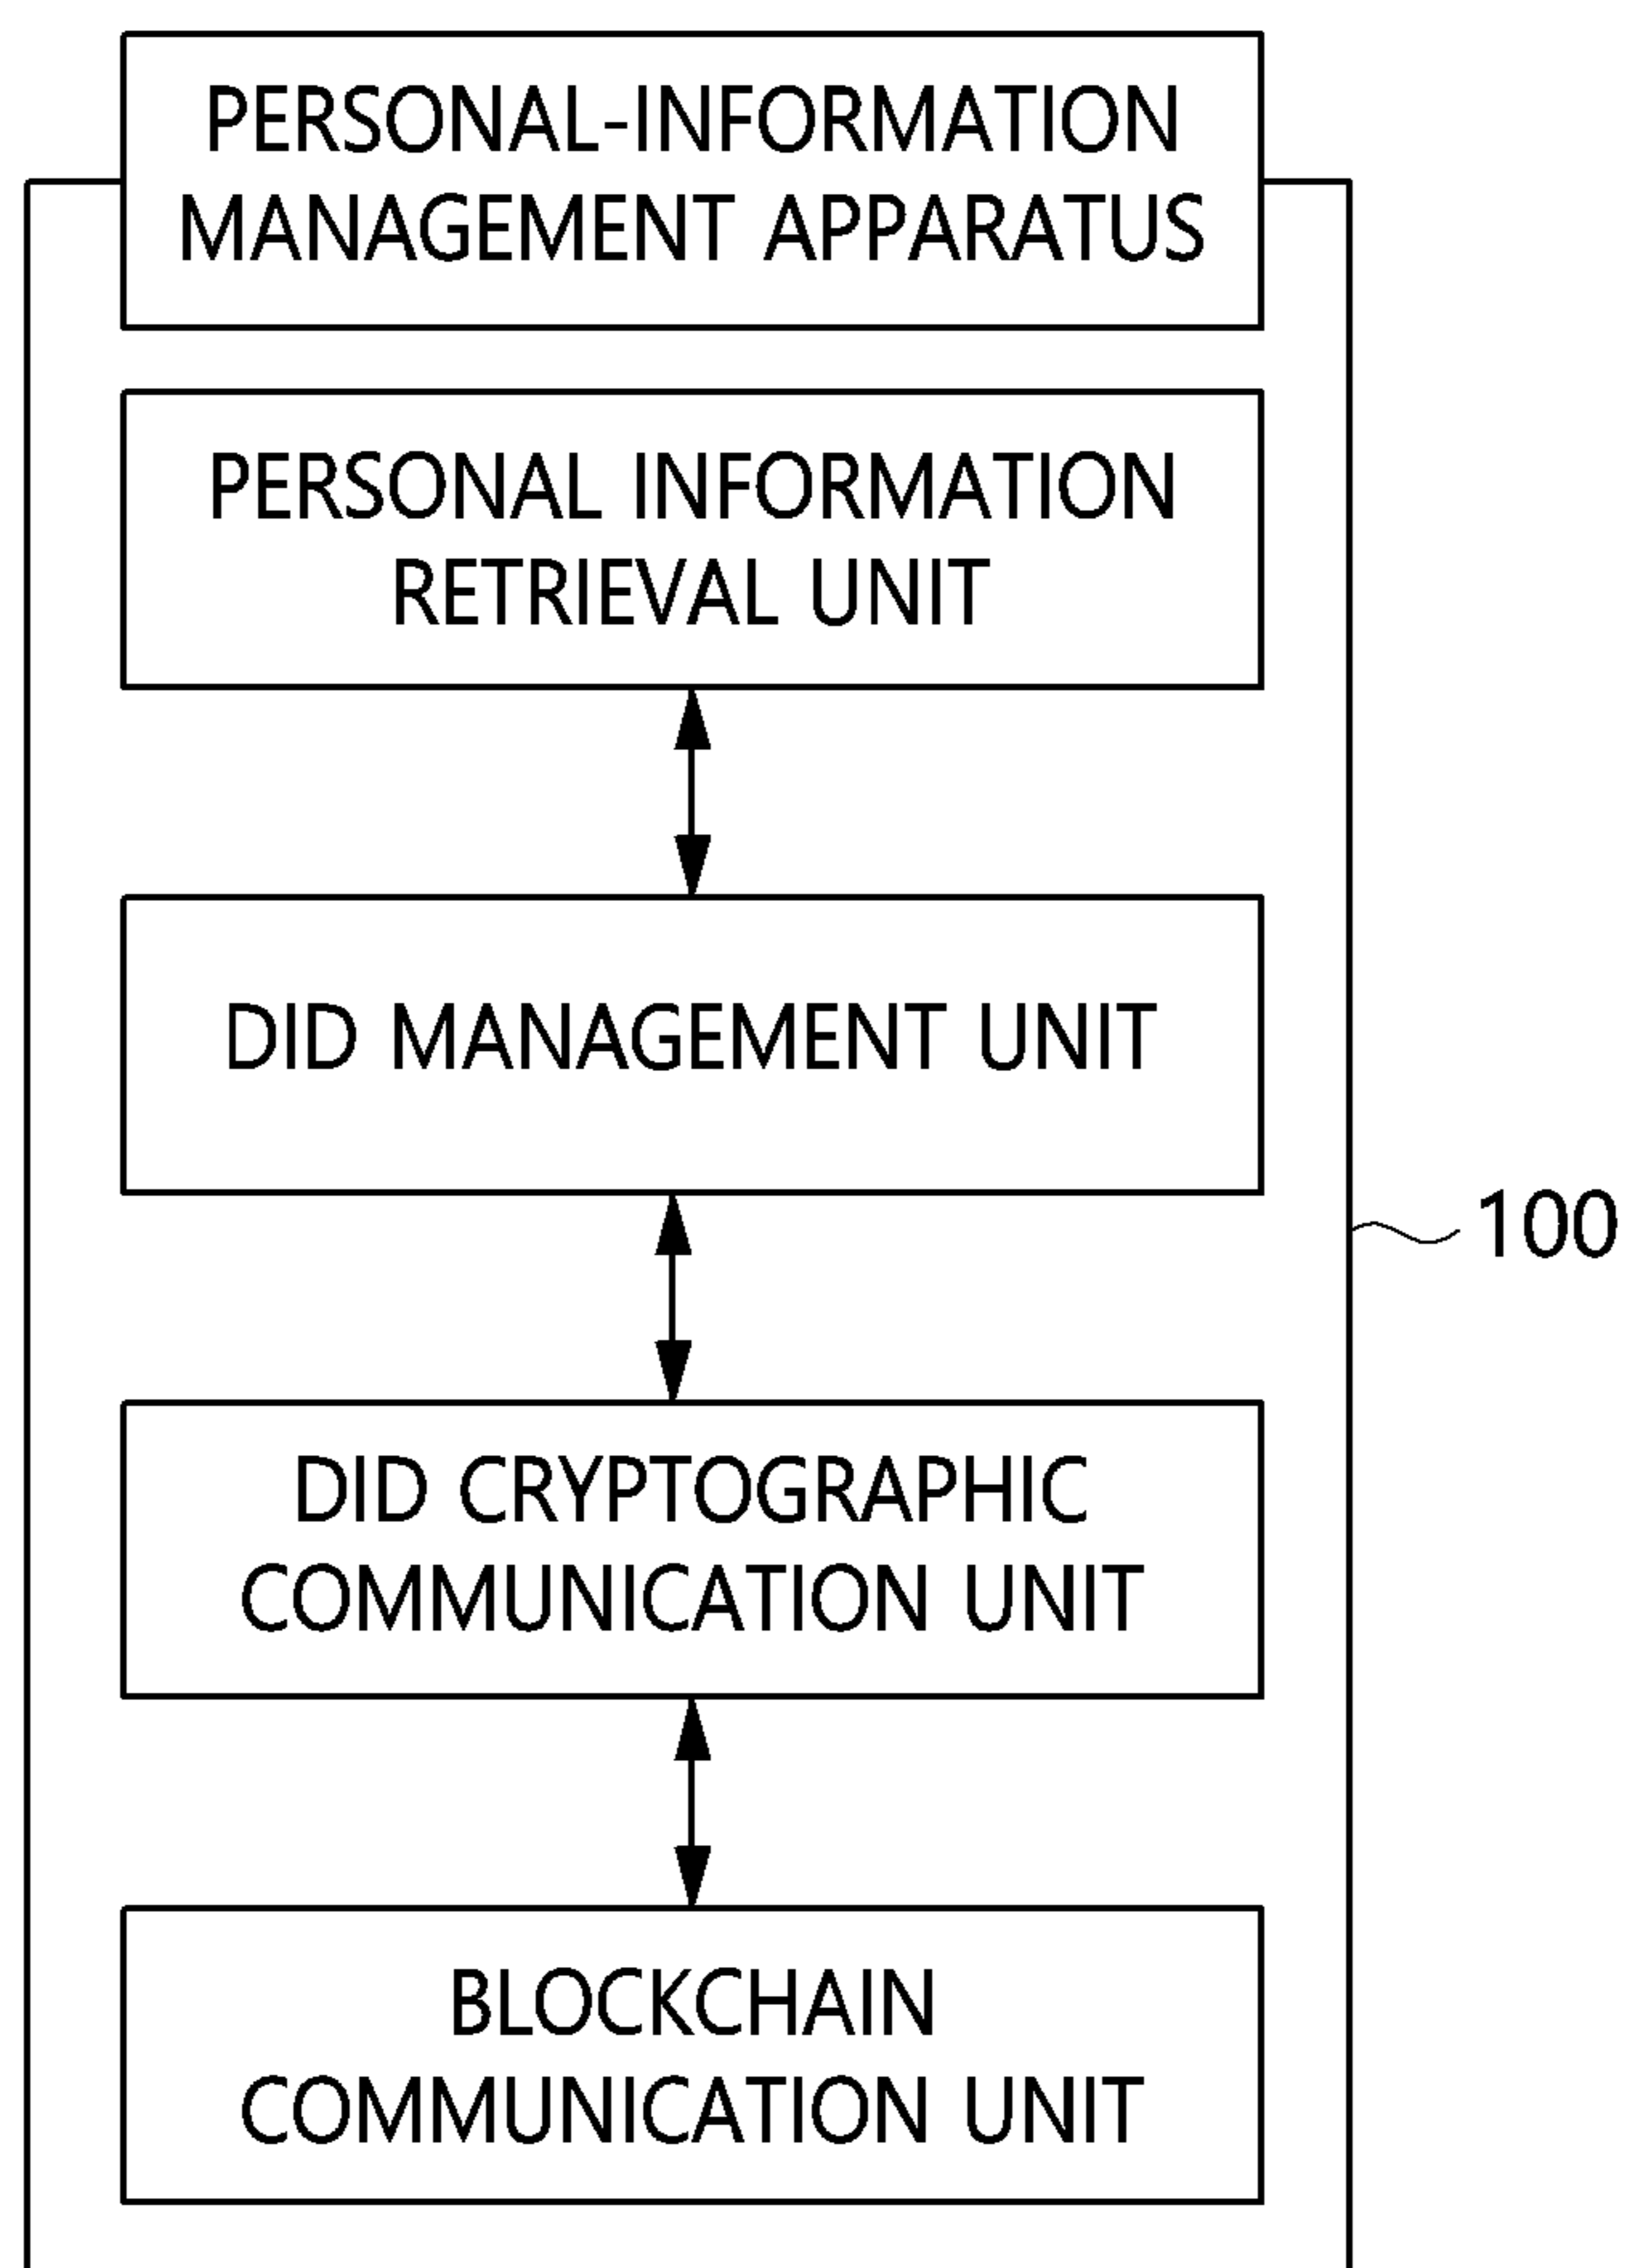 PERSONAL-INFORMATION
MANAGEMENT APPARATUS
PERSONAL INFORMATION
RETRIEVAL UNIT
DID MANAGEMENT UNIT
100
DID CRYPTOGRAPHIC
COMMUNICATION UNIT
BLOCKCHAIN
COMMUNICATION UNIT